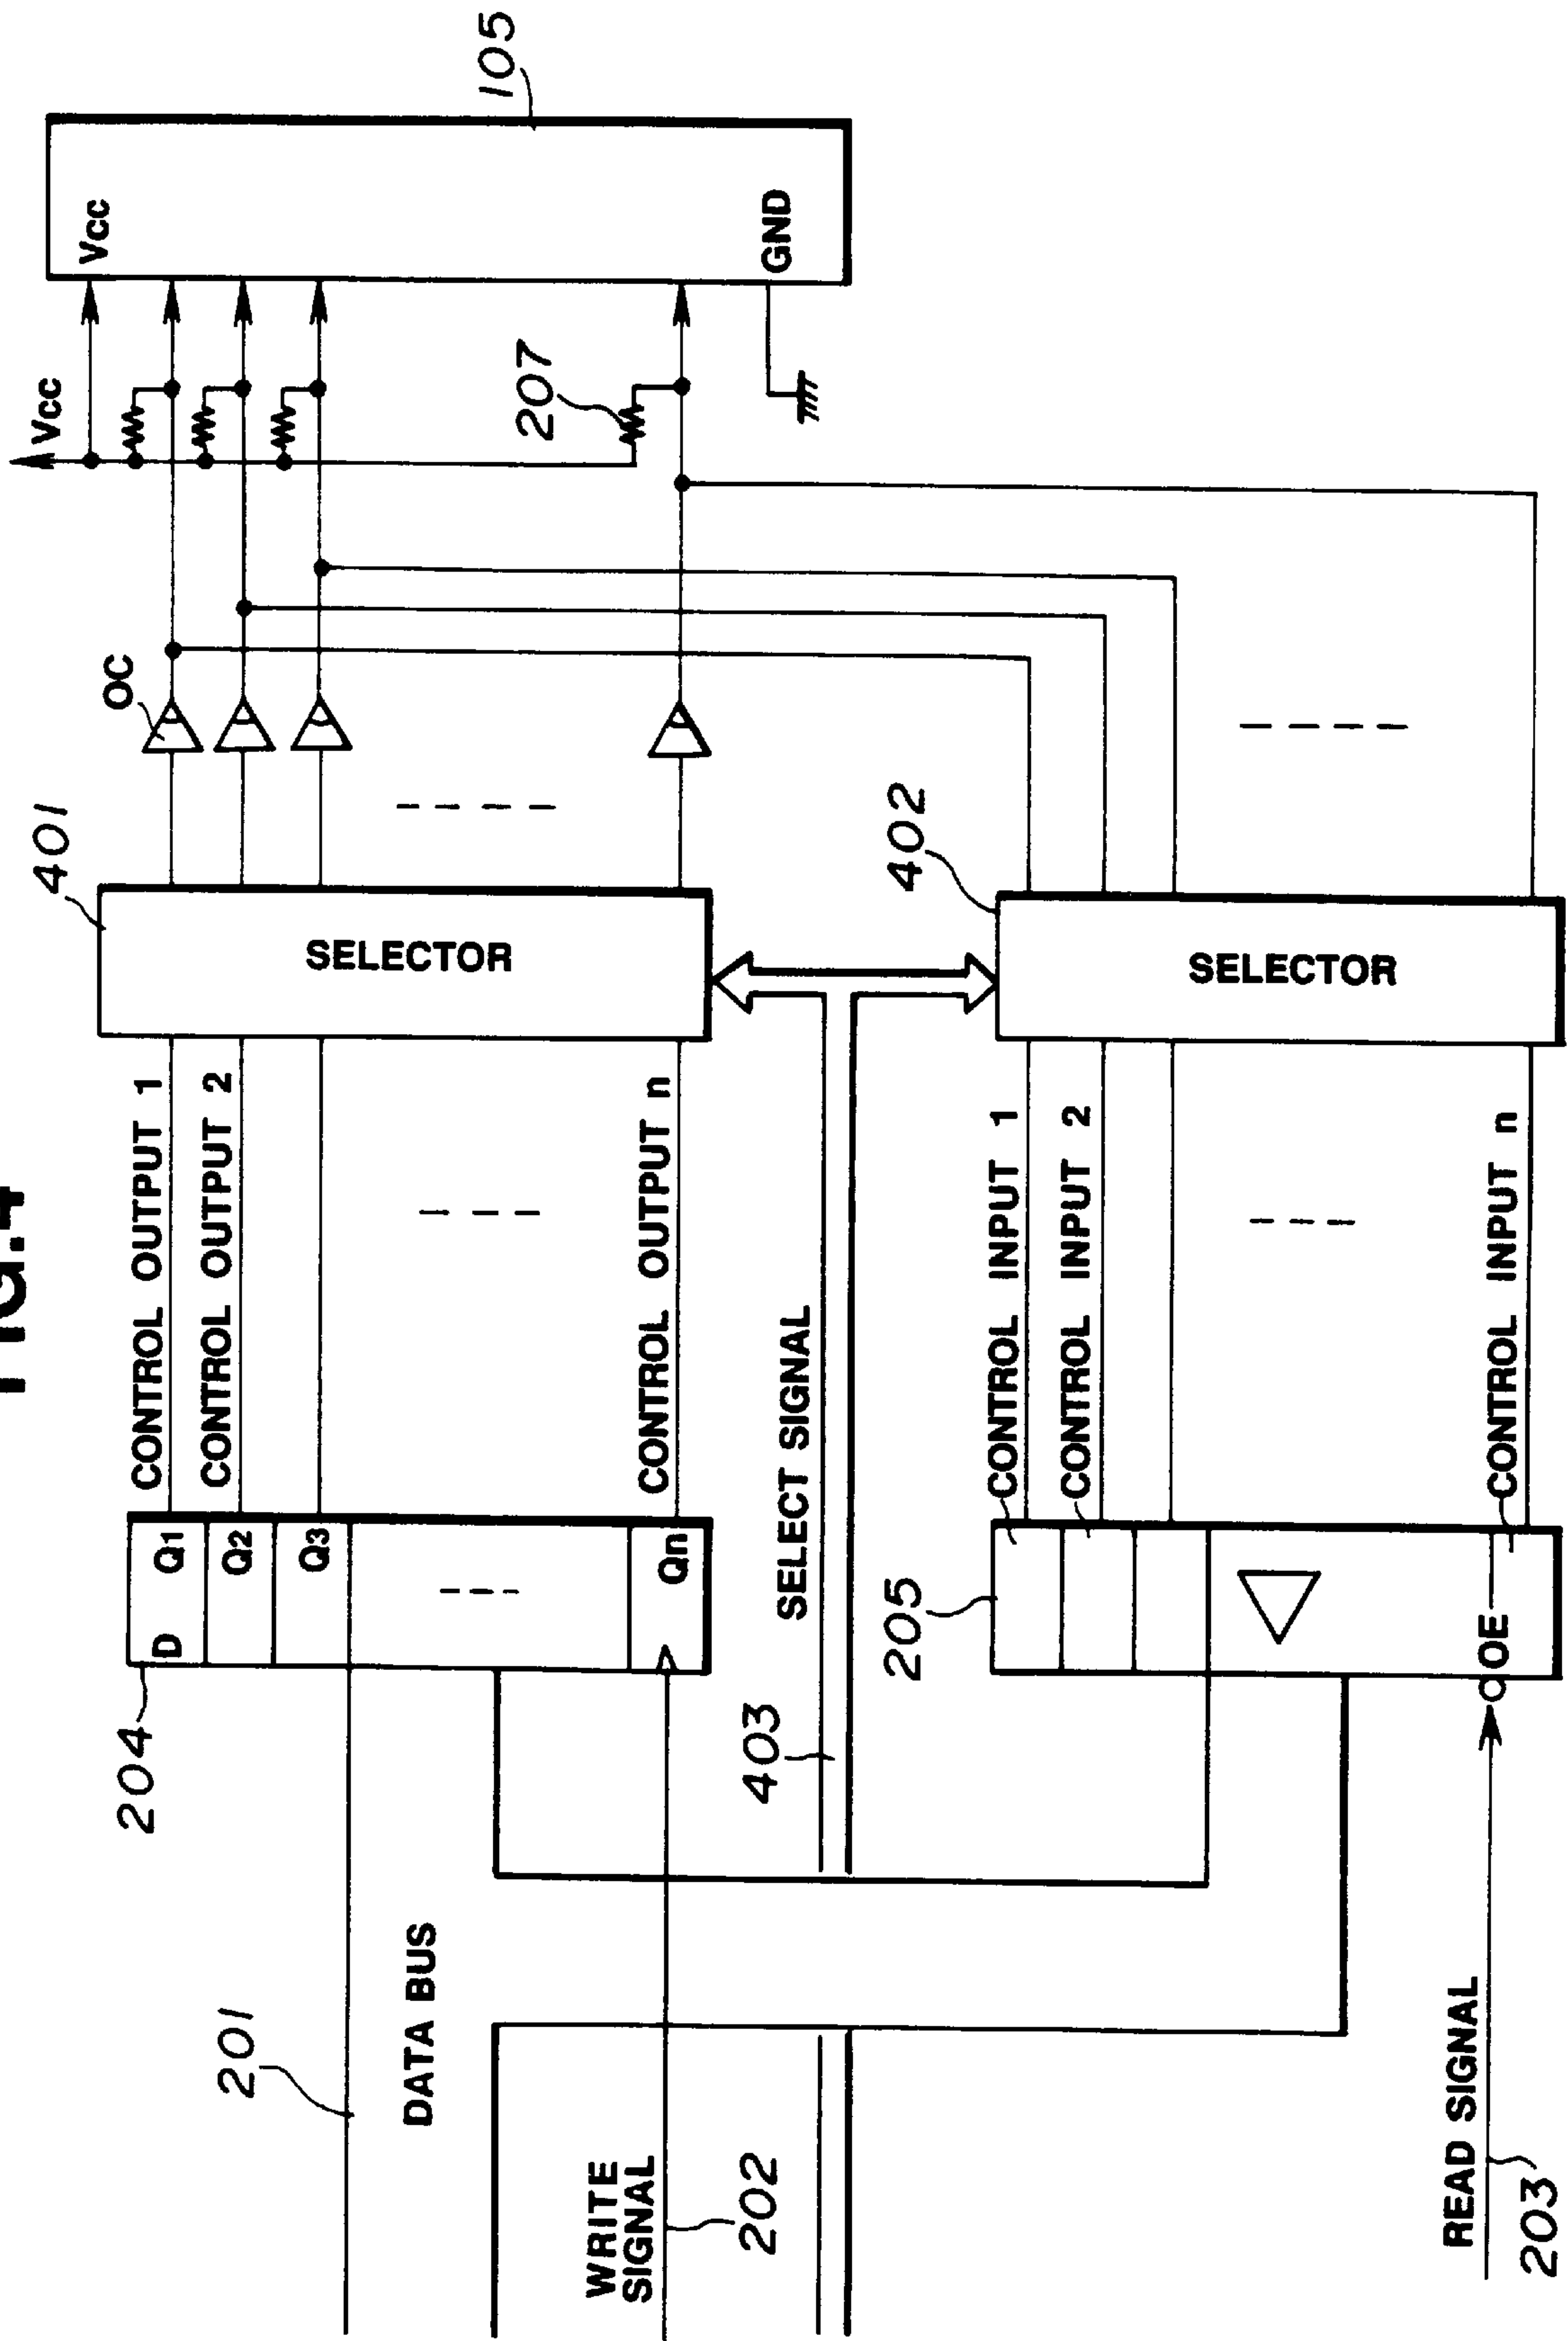 FIG.4
204
D Q1
Q2
Q3
Qn
CONTROL OUTPUT 1
CONTROL OUTPUT 2
CONTROL OUTPUT n
401
SELECTOR
OC
Vcc
207
Vcc
GND
105
201
DATA BUS
WRITE
SIGNAL
202
403
SELECT SIGNAL
205
OE
CONTROL INPUT 1
CONTROL INPUT 2
CONTROL INPUT n
402
SELECTOR
READ SIGNAL
203